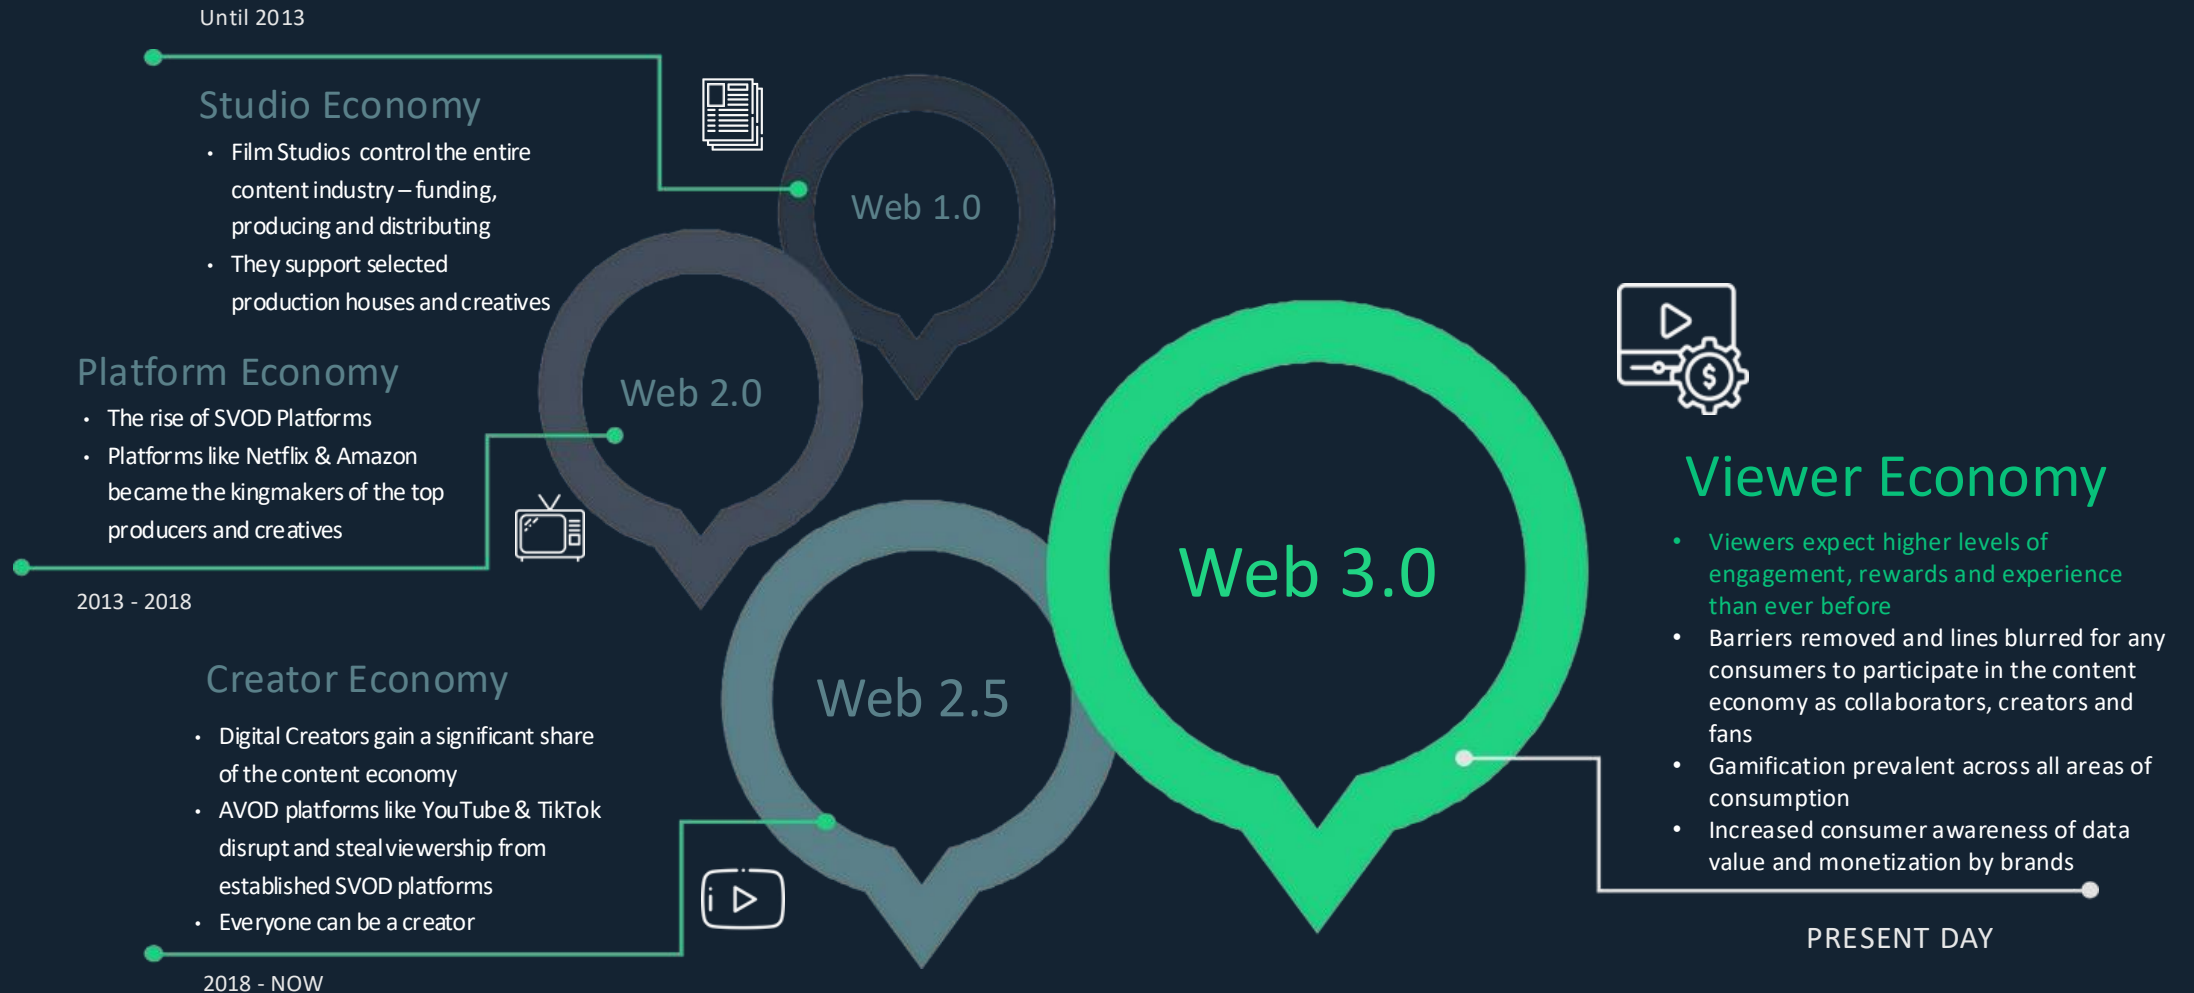 Until 2013
Studio Economy
• Film Studios control the entire
content industry – funding,
producing and distributing
• They support selected
production houses and creatives
Web 1.0
Platform Economy
• The rise of SVOD Platforms
• Platforms like Netflix & Amazon
became the kingmakers of the top
producers and creatives
2013 - 2018
Web 2.0
Creator Economy
• Digital Creators gain a significant share
of the content economy
• AVOD platforms like YouTube & TikTok
disrupt and steal viewership from
established SVOD platforms
• Everyone can be a creator
2018 - NOW
Web 2.5
Web 3.0
$
Viewer Economy
• Viewers expect higher levels of
engagement, rewards and experience
than ever before
• Barriers removed and lines blurred for any
consumers to participate in the content
economy as collaborators, creators and
fans
• Gamification prevalent across all areas of
consumption
• Increased consumer awareness of data
value and monetization by brands
PRESENT DAY